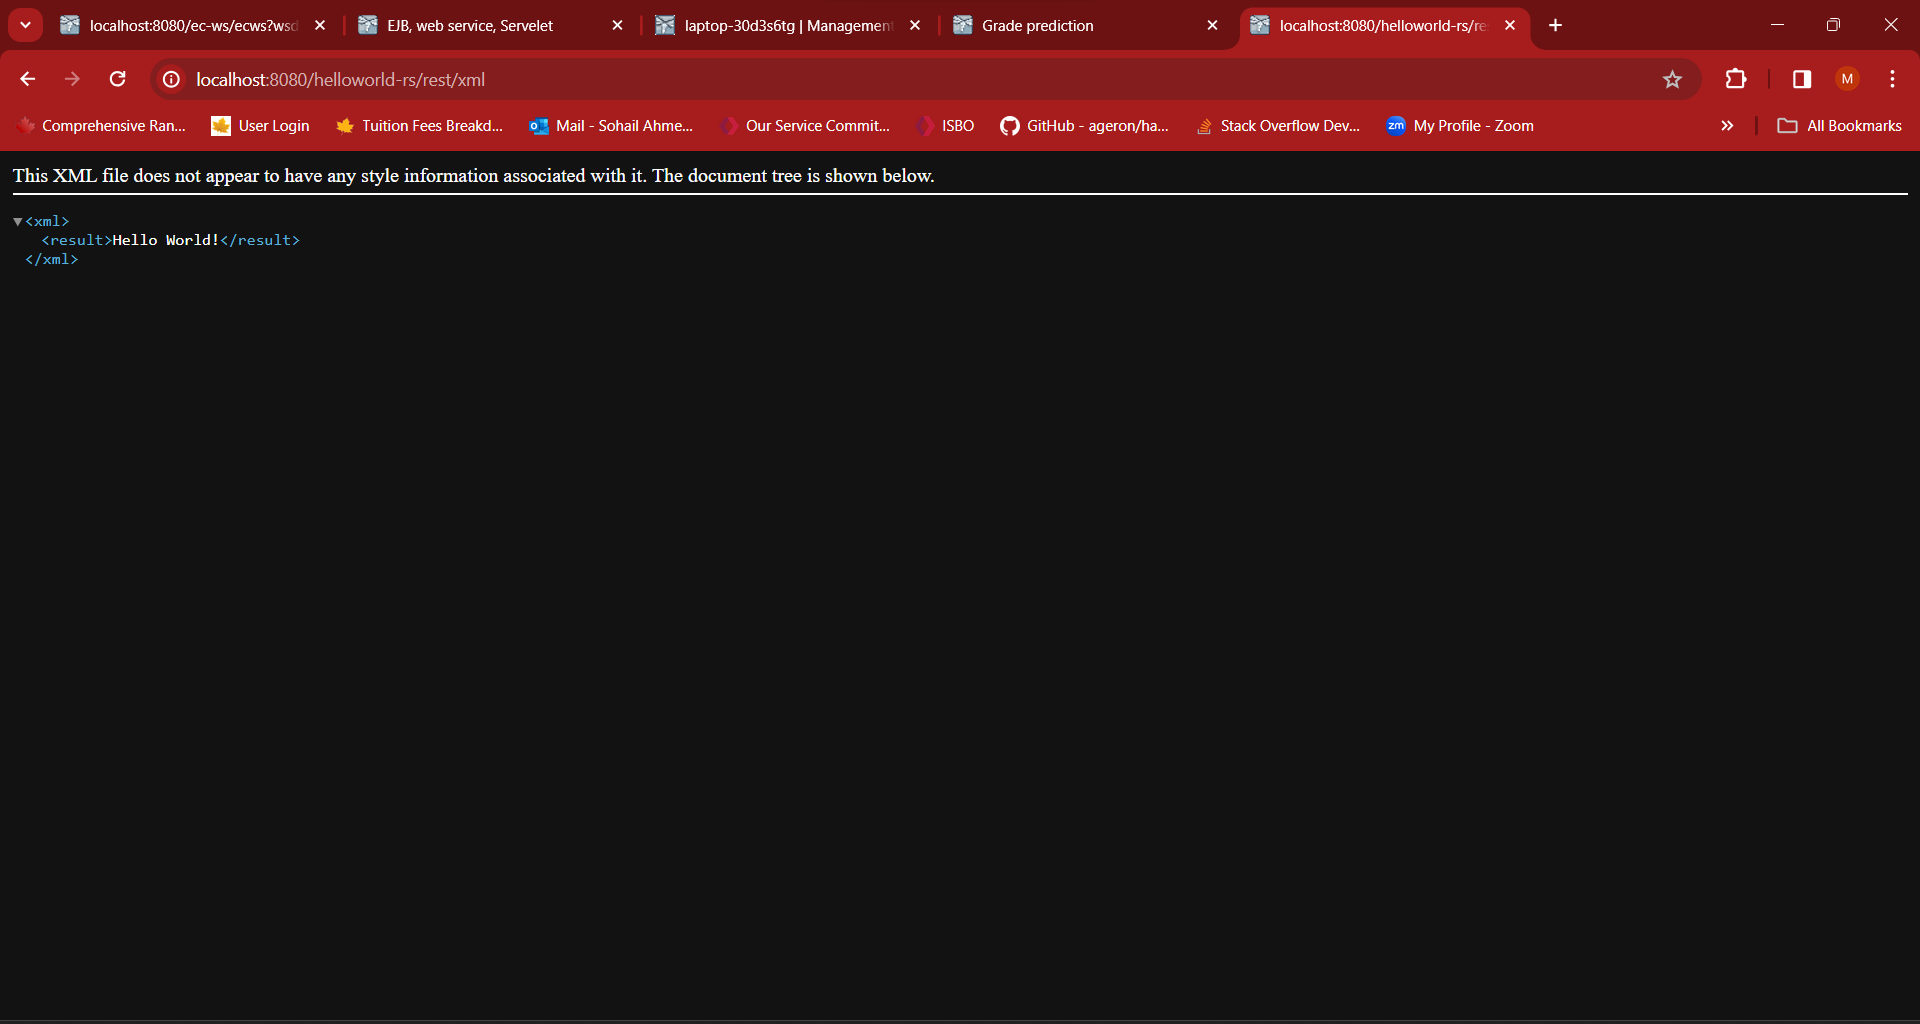 localhost:8080/ec-ws/ecws?wsd
EJB, web service, Servelet
laptop-30d3s6tg | Management
Grade prediction
localhost:8080/helloworld-rs/re
localhost:8080/helloworld-rs/rest/xml
M
Comprehensive Ran...
User Login
Tuition Fees Breakd...
Mail - Sohail Ahme...
Our Service Commit...
ISBO
GitHub - ageron/ha...
Stack Overflow Dev...
zm
My Profile - Zoom
All Bookmarks
This XML file does not appear to have any style information associated with it. The document tree is shown below.
▼<xml>
<result>Hello World!</result>
</xml>